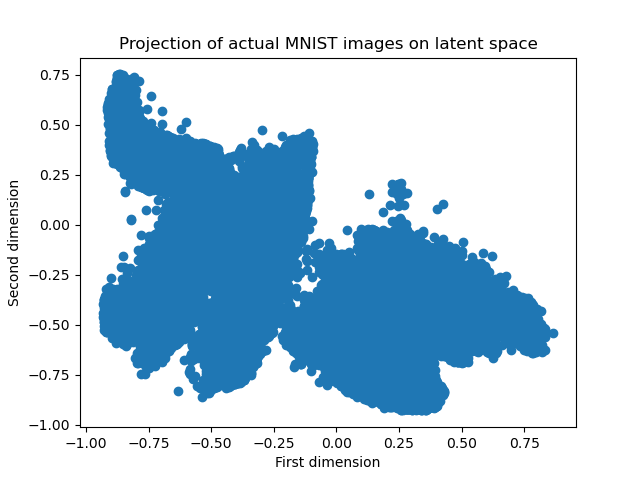 Projection of actual MNIST images on latent space
0.75
0.50
0.25
0.00
−0.25
−0.50
−0.75
−1.00
Second dimension
−1.00 −0.75 −0.50 −0.25 0.00 0.25 0.50 0.75
First dimension